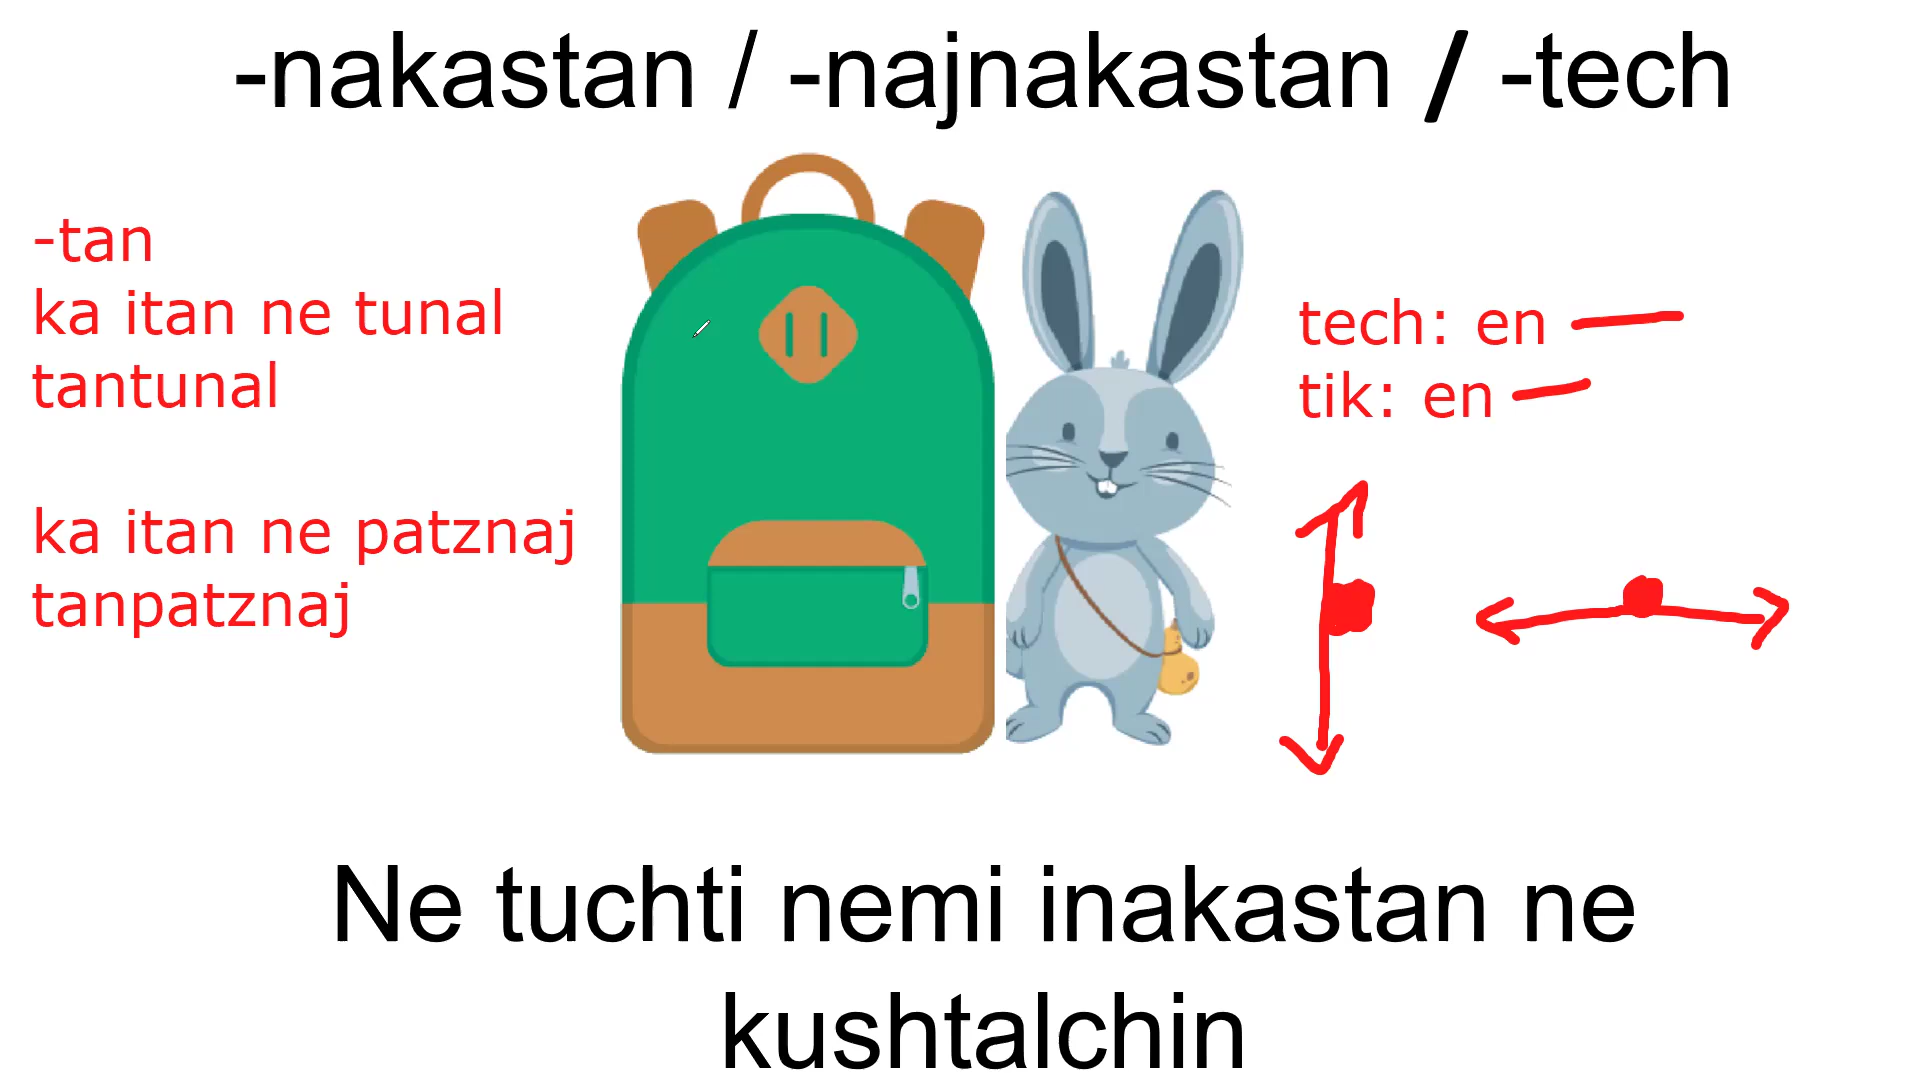 -nakastan / -najnakastan / -tech
-tan
ka itan ne tunal
tantunal
ka itan ne patznaj
tanpatznaj
tech: en
tik: en
Ne tuchti nemi inakastan ne
kushtalchin